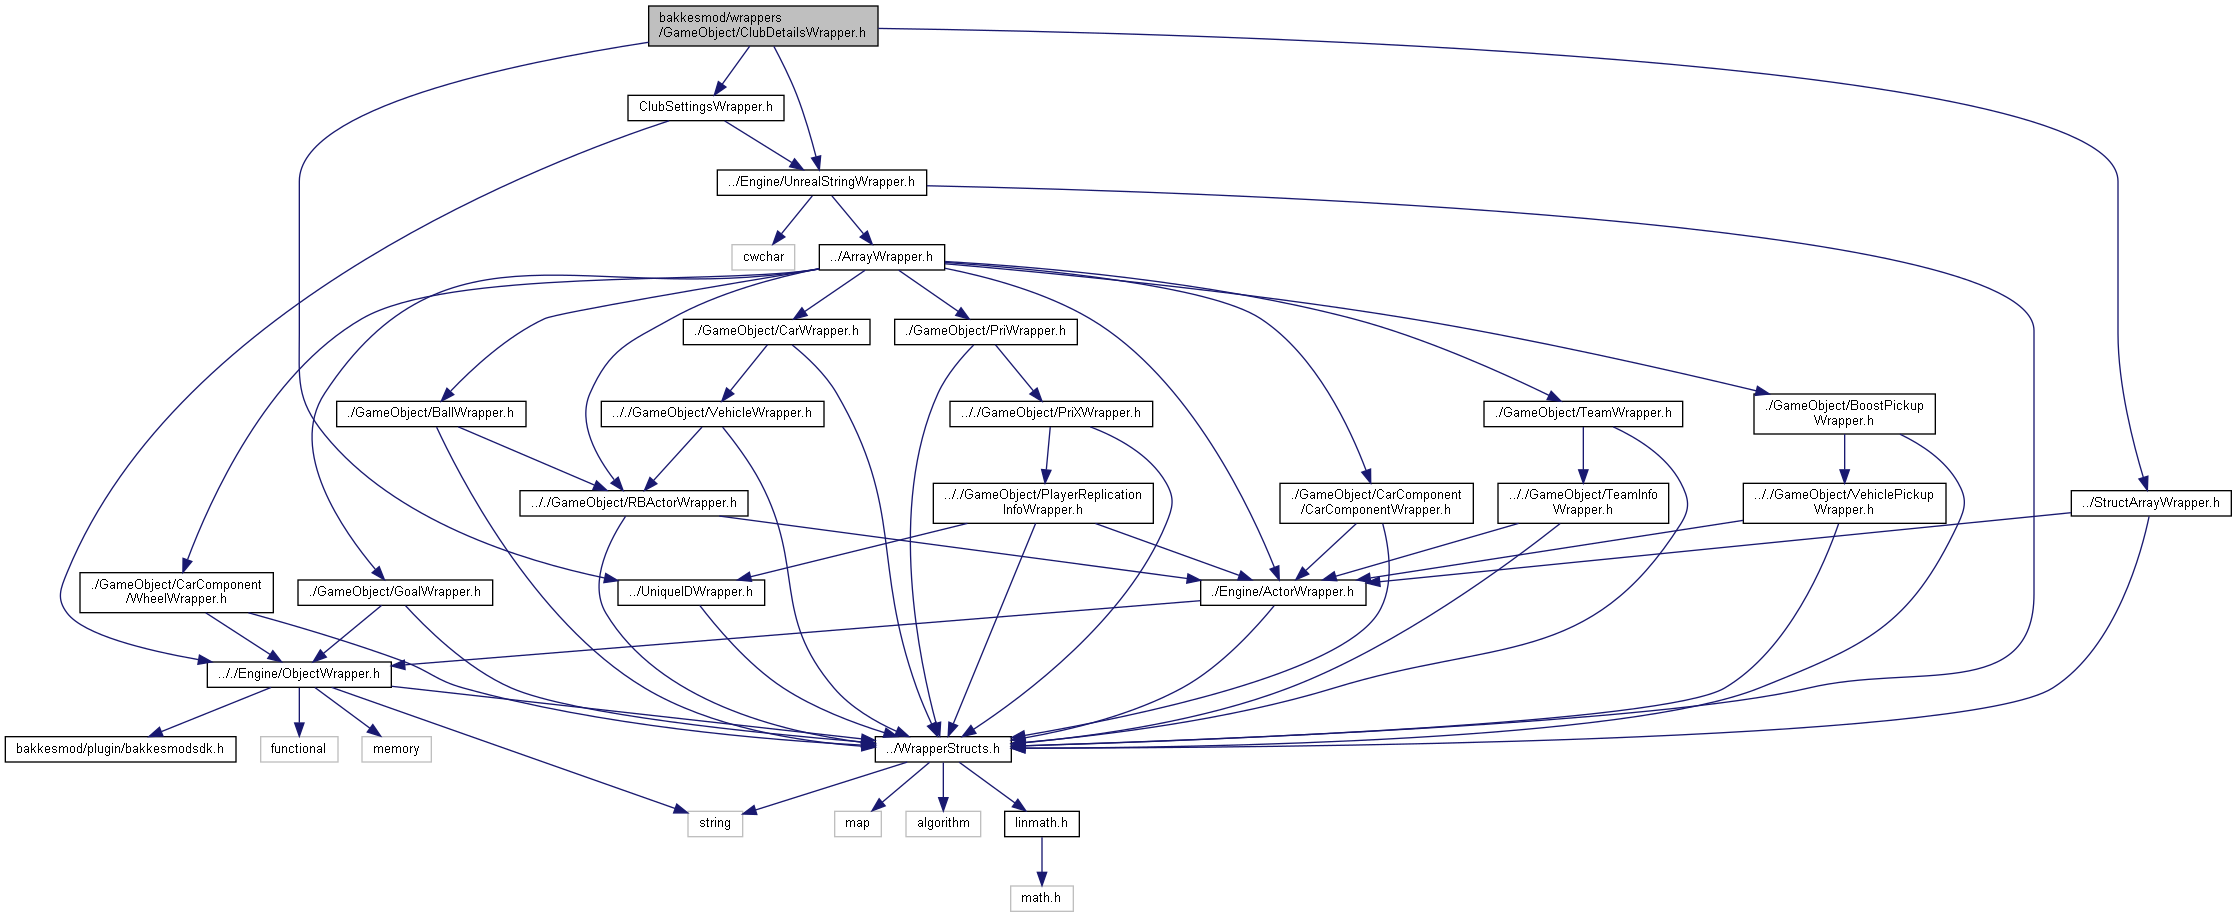 bakkesmod/wrappers
/GameObject/ClubDetailsWrapper.h
ClubSettingsWrapper.h
../Engine/UnrealStringWrapper.h
cwchar
../ArrayWrapper.h
./GameObject/CarWrapper.h
./GameObject/PriWrapper.h
./GameObject/BallWrapper.h
.././GameObject/VehicleWrapper.h
.././GameObject/PriXWrapper.h
./GameObject/TeamWrapper.h
./GameObject/BoostPickup
Wrapper.h
.././GameObject/RBActorWrapper.h
.././GameObject/PlayerReplication
InfoWrapper.h
./GameObject/CarComponent
/CarComponentWrapper.h
.././GameObject/TeamInfo
Wrapper.h
.././GameObject/VehiclePickup
Wrapper.h
../StructArrayWrapper.h
./GameObject/CarComponent
/WheelWrapper.h
./GameObject/GoalWrapper.h
../UniqueIDWrapper.h
./Engine/ActorWrapper.h
.././Engine/ObjectWrapper.h
bakkesmod/plugin/bakkesmodsdk.h
functional
memory
../WrapperStructs.h
string
map
algorithm
linmath.h
math.h